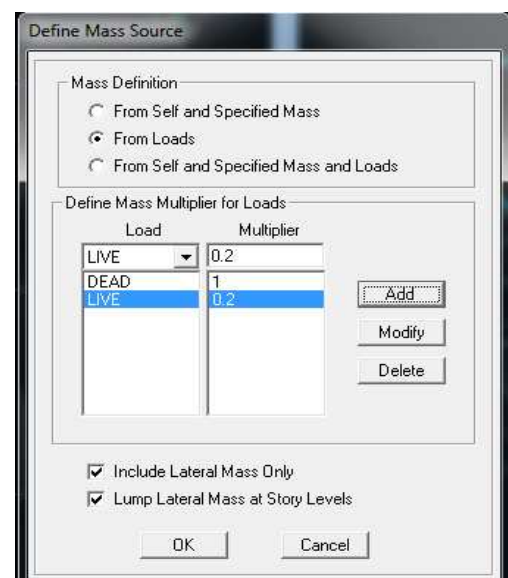 Define Mass Source
Mass Definition
From Self and Specified Mass
From Loads
From Self and Specified Mass and Loads
Define Mass Multiplier for Loads
Load Multiplier
LIVE 0.2
DEAD 1
LIVE 0.2
Add
Modify
Delete
Include Lateral Mass Only
Lump Lateral Mass at Story Levels
OK Cancel